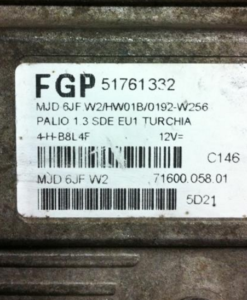 FGP 51761332
MJD 6JF W2/HW01B/0192-W256
PALIO 1 3 SDE EU1 TURCHIA
4-H-B8L4F 12V=
C146
MJD 6JF W2 71600.058.01
5D21